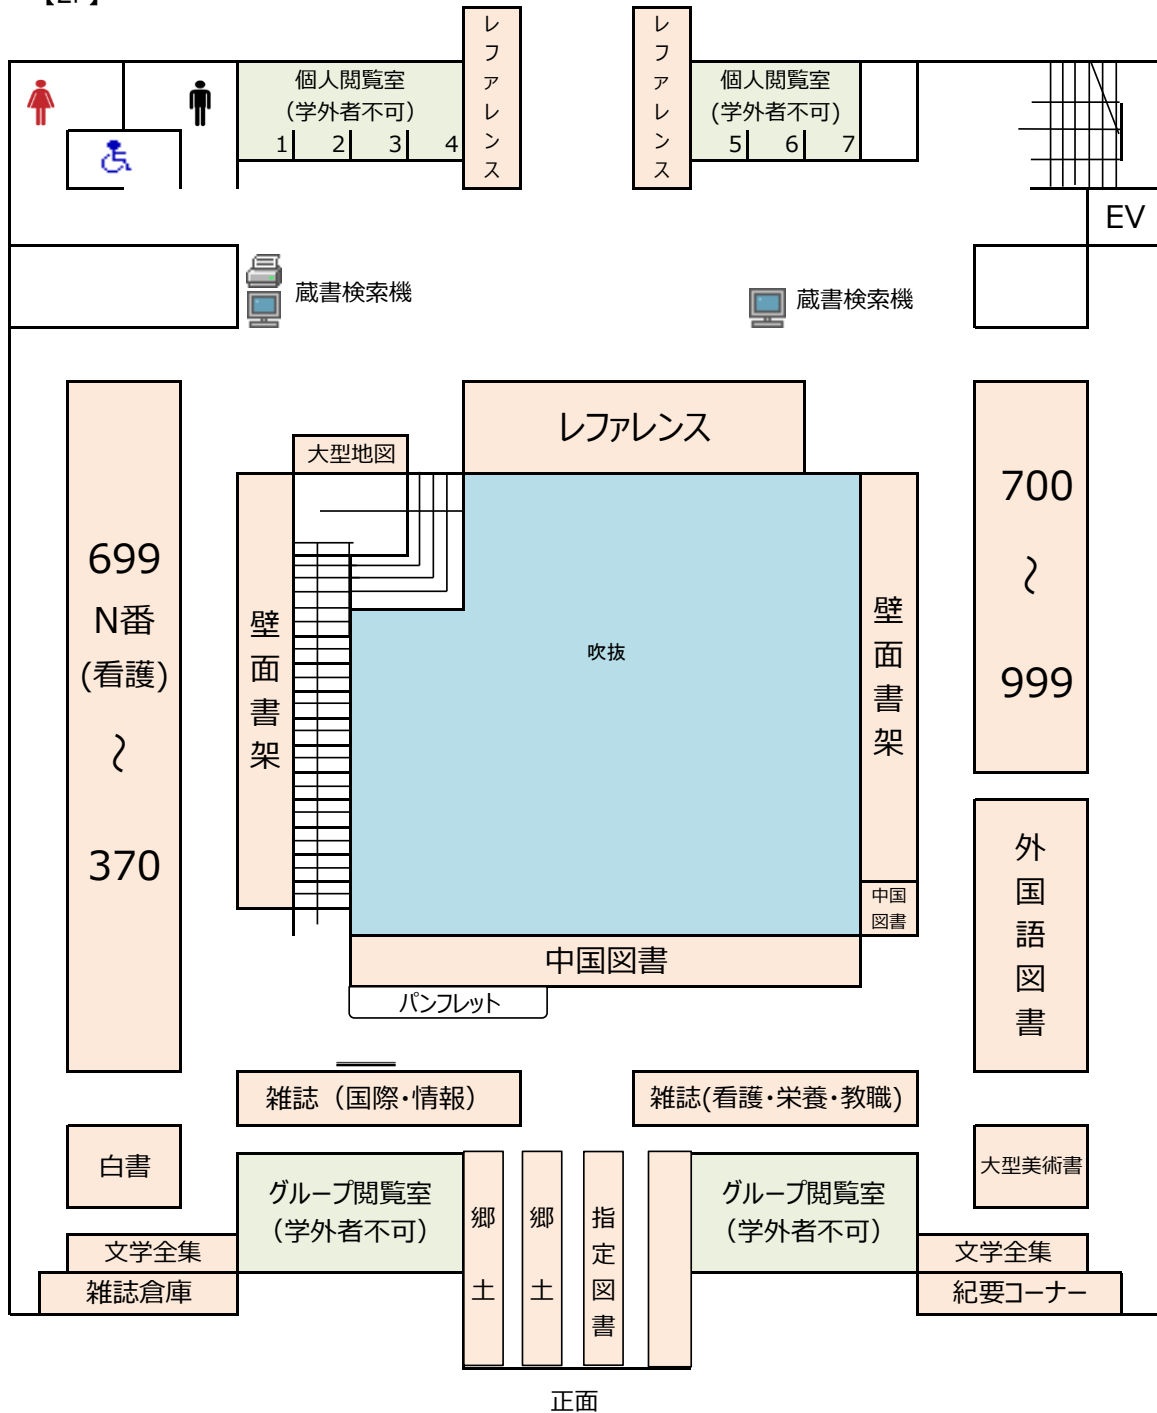 【2F】
レファレンス
レファレンス
個人閲覧室
（学外者不可）
1 2 3 4
個人閲覧室
(学外者不可)
5 6 7
EV
蔵書検索機
蔵書検索機
レファレンス
大型地図
699
N番
(看護)
～
370
壁面書架
吹抜
壁面書架
700
～
999
中国
図書
外国語図書
中国図書
パンフレット
雑誌（国際・情報）
雑誌(看護・栄養・教職)
白書
グループ閲覧室
（学外者不可）
郷土
郷土
指定図書
グループ閲覧室
（学外者不可）
大型美術書
文学全集
文学全集
雑誌倉庫
紀要コーナー
正面